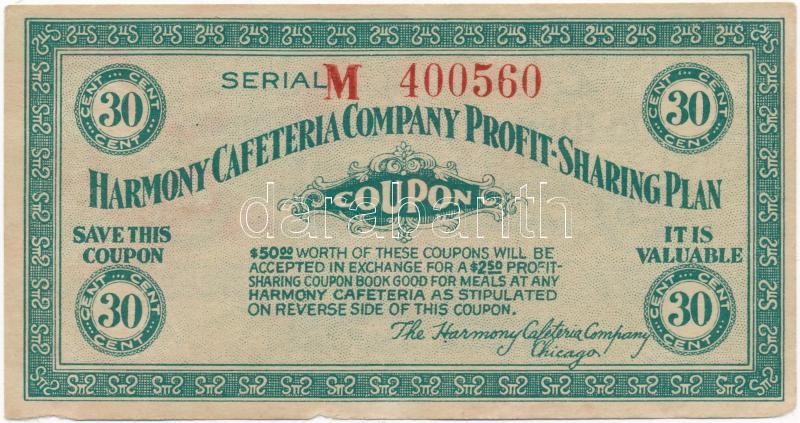 SERIAL M 400560
CENT CENT
30
CENT CENT
30
HARMONY CAFETERIA COMPANY PROFIT-SHARING PLAN
COUPON
darabanth
SAVE THIS
COUPON
IT IS
VALUABLE
$50.00 WORTH OF THESE COUPONS WILL BE
ACCEPTED IN EXCHANGE FOR A $2.50 PROFIT-
SHARING COUPON BOOK GOOD FOR MEALS AT ANY
HARMONY CAFETERIA AS STIPULATED
ON REVERSE SIDE OF THIS COUPON.
CENT CENT
30
CENT CENT
30
The Harmony Cafeteria Company
Chicago